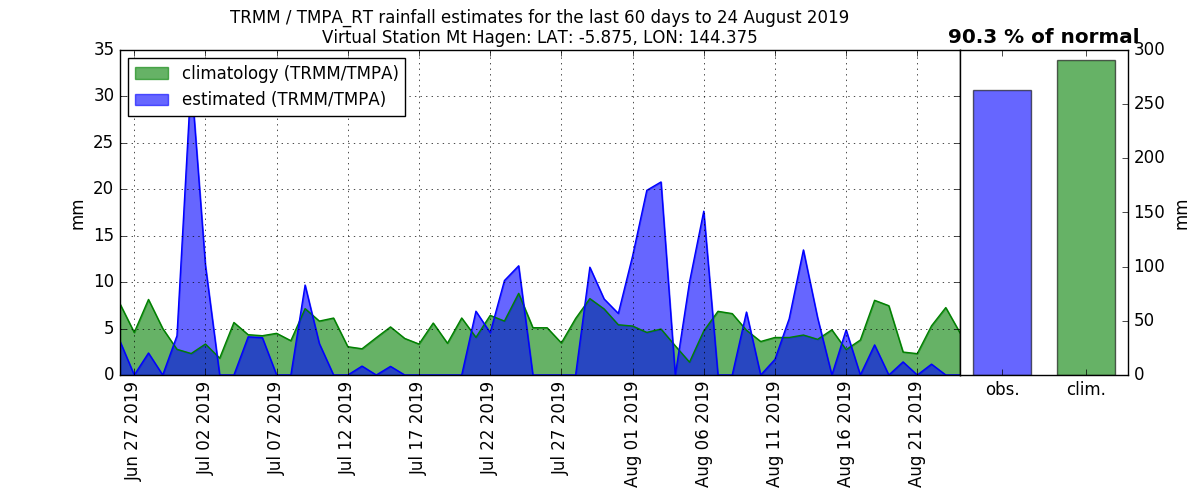 TRMM / TMPA_RT rainfall estimates for the last 60 days to 24 August 2019
Virtual Station Mt Hagen: LAT: -5.875, LON: 144.375
90.3 % of normal
climatology (TRMM/TMPA)
estimated (TRMM/TMPA)
35
30
25
20
15
10
5
0
mm
Jun 27 2019
Jul 02 2019
Jul 07 2019
Jul 12 2019
Jul 17 2019
Jul 22 2019
Jul 27 2019
Aug 01 2019
Aug 06 2019
Aug 11 2019
Aug 16 2019
Aug 21 2019
obs.
clim.
300
250
200
150
100
50
0
mm